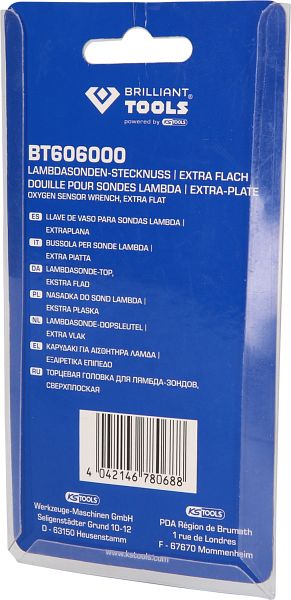 BRILLIANT
TOOLS
powered by KSTOOLS
BT606000
LAMBDASONDEN-STECKNUSS | EXTRA FLACH
DOUILLE POUR SONDES LAMBDA | EXTRA-PLATE
OXYGEN SENSOR WRENCH, EXTRA FLAT
ES LLAVE DE VASO PARA SONDAS LAMBDA |
EXTRAPLANA
IT BUSSOLA PER SONDE LAMBDA |
EXTRA PIATTA
DA LAMBDASONDE-TOP,
EKSTRA FLAD
PL NASADKA DO SOND LAMBDA |
EKSTRA PŁASKA
NL LAMBDASONDE-DOPSLEUTEL |
EXTRA VLAK
EL ΚΑΡΥΔΑΚΙ ΓΙΑ ΑΙΣΘΗΤΗΡΑ ΛΑΜΔΑ |
ΕΞΑΙΡΕΤΙΚΑ ΕΠΙΠΕΔΟ
RU ТОРЦЕВАЯ ГОЛОВКА ДЛЯ ЛЯМБДА-ЗОНДОВ,
СВЕРХПЛОСКАЯ
4 042146 780688
KSTOOLS
Werkzeuge-Maschinen GmbH
Seligenstädter Grund 10-12
D - 63150 Heusenstamm
KSTOOLS
PDA Région de Brumath
1 rue de Londres
F - 67670 Mommenheim
www.kstools.com